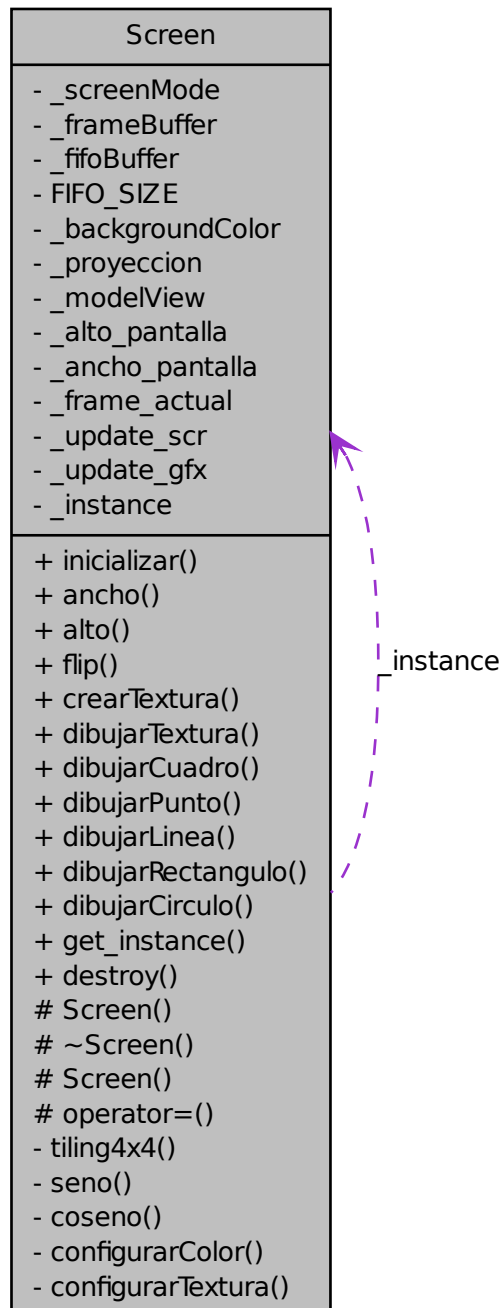 Screen
- _screenMode
- _frameBuffer
- _fifoBuffer
- FIFO_SIZE
- _backgroundColor
- _proyeccion
- _modelView
- _alto_pantalla
- _ancho_pantalla
- _frame_actual
- _update_scr
- _update_gfx
- _instance
+ inicializar()
+ ancho()
+ alto()
+ flip()
+ crearTextura()
+ dibujarTextura()
+ dibujarCuadro()
+ dibujarPunto()
+ dibujarLinea()
+ dibujarRectangulo()
+ dibujarCirculo()
+ get_instance()
+ destroy()
# Screen()
# ~Screen()
# Screen()
# operator=()
- tiling4x4()
- seno()
- coseno()
- configurarColor()
- configurarTextura()
_instance